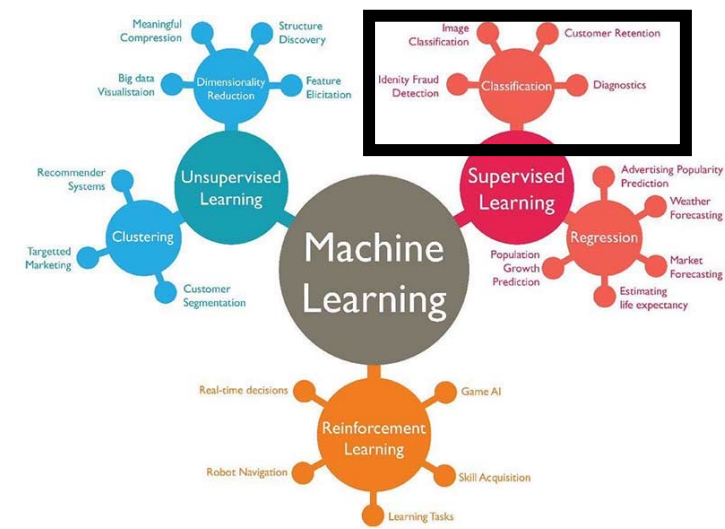 Meaningful
Compression
Structure
Discovery
Big data
Visualistaion
Dimensionality
Reduction
Feature
Elicitation
Image
Classification
Customer Retention
Idenity Fraud
Detection
Classification
Diagnostics
Recommender
Systems
Unsupervised
Learning
Supervised
Learning
Advertising Popularity
Prediction
Weather
Forecasting
Clustering
Targetted
Marketing
Customer
Segmentation
Machine
Learning
Regression
Population
Growth
Prediction
Market
Forecasting
Estimating
life expectancy
Real-time decisions
Game AI
Reinforcement
Learning
Robot Navigation
Skill Acquisition
Learning Tasks